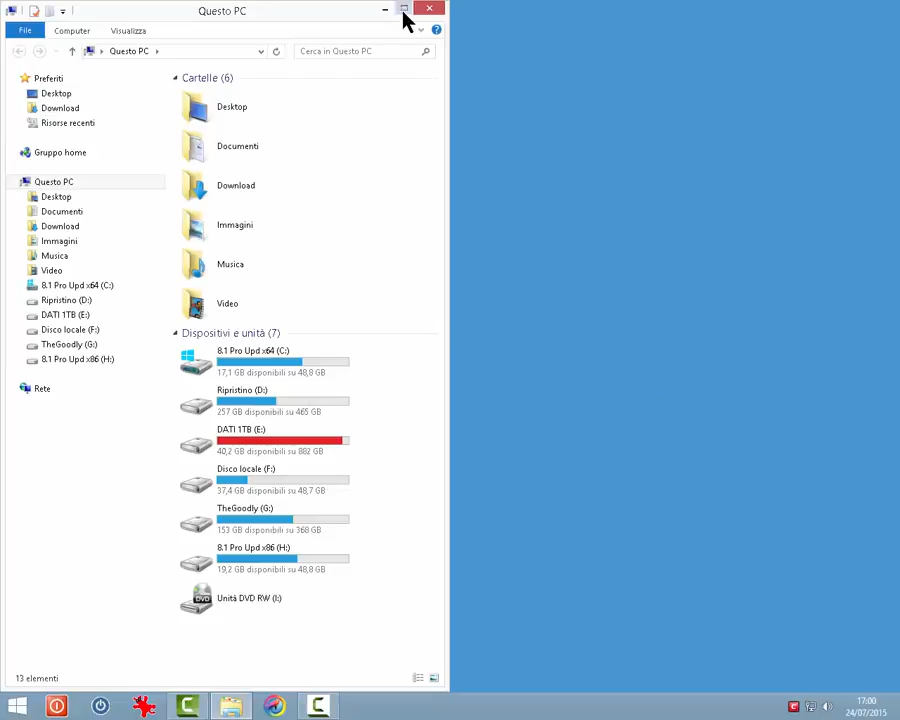 Questo PC
File
Computer
Visualizza
Questo PC
Cerca in Questo PC
Preferiti
Desktop
Download
Risorse recenti
Gruppo home
Questo PC
Desktop
Documenti
Download
Immagini
Musica
Video
8.1 Pro Upd x64 (C:)
Ripristino (D:)
DATI 1TB (E:)
Disco locale (F:)
TheGoodly (G:)
8.1 Pro Upd x86 (H:)
Rete
Cartelle (6)
Desktop
Documenti
Download
Immagini
Musica
Video
Dispositivi e unità (7)
8.1 Pro Upd x64 (C:)
17,1 GB disponibili su 48,8 GB
Ripristino (D:)
257 GB disponibili su 465 GB
DATI 1TB (E:)
40,2 GB disponibili su 882 GB
Disco locale (F:)
37,4 GB disponibili su 48,7 GB
TheGoodly (G:)
153 GB disponibili su 368 GB
8.1 Pro Upd x86 (H:)
19,2 GB disponibili su 48,8 GB
DVD
Unità DVD RW (I:)
13 elementi
17:00
24/07/2015